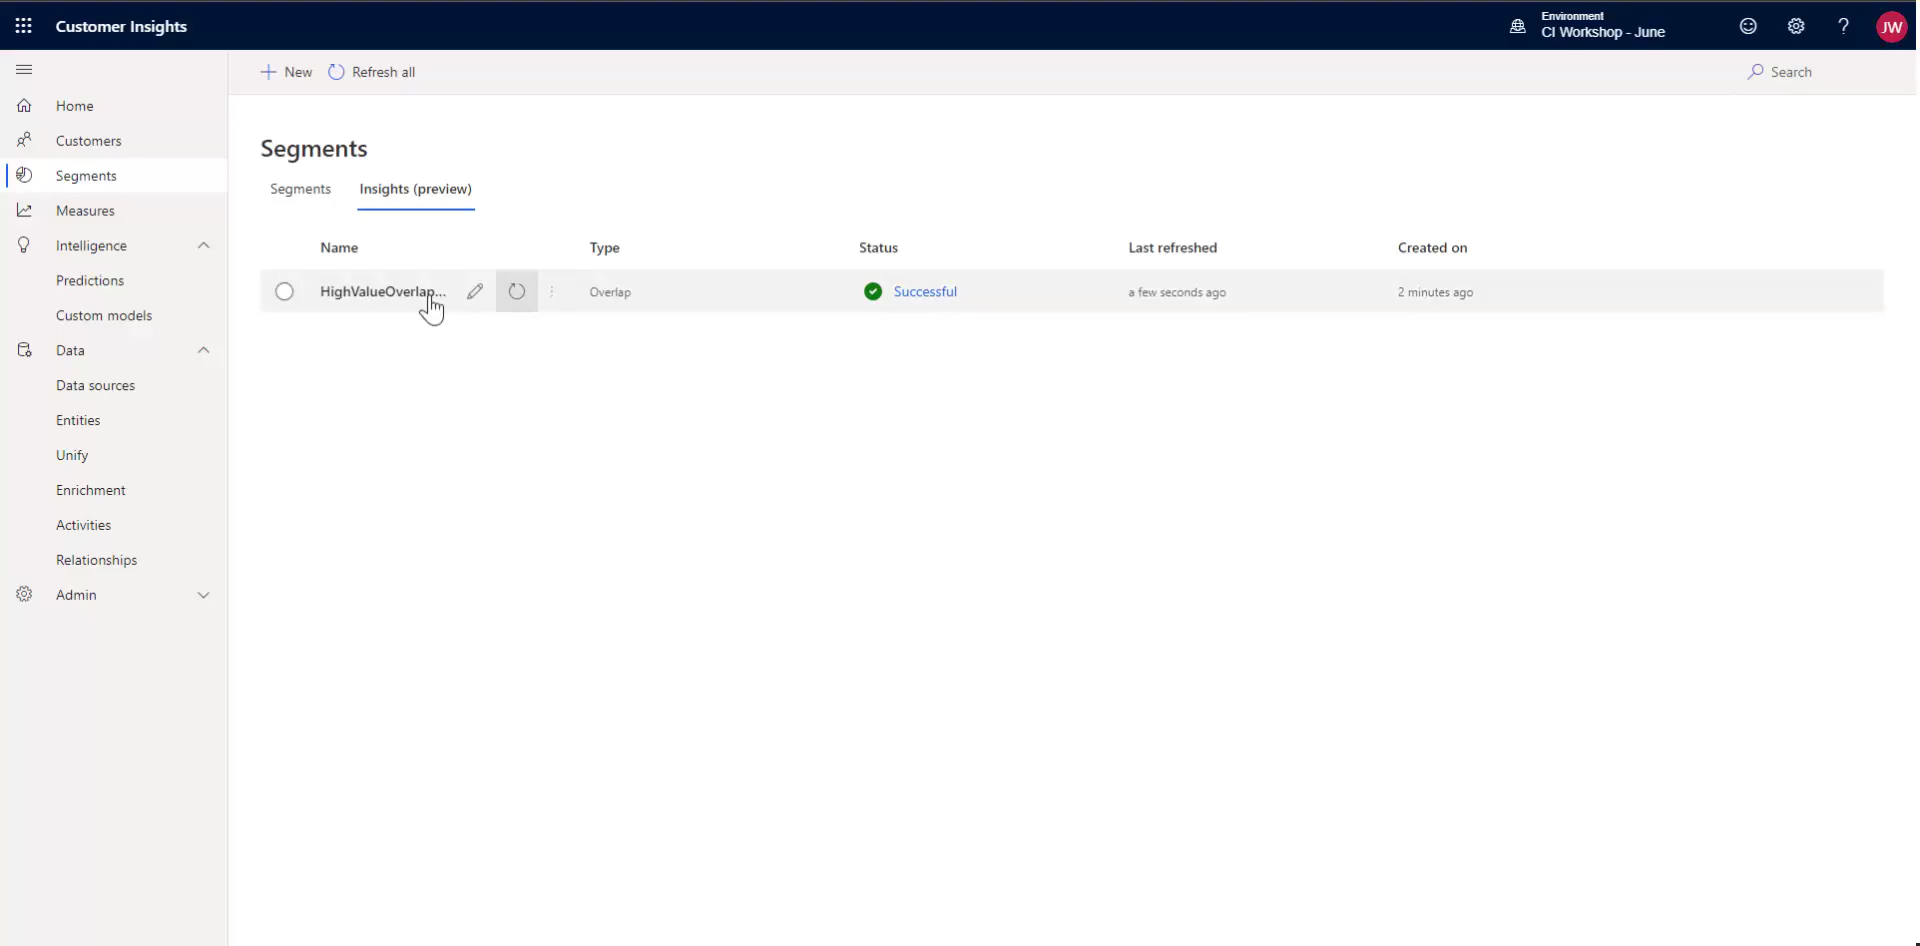 Customer Insights
Environment
CI Workshop - June
?
JW
New
Refresh all
Search
Home
Customers
Segments
Measures
Intelligence
Predictions
Custom models
Data
Data sources
Entities
Unify
Enrichment
Activities
Relationships
Admin
Segments
Segments Insights (preview)
Name Type Status Last refreshed Created on
HighValueOverlap... Overlap Successful a few seconds ago 2 minutes ago